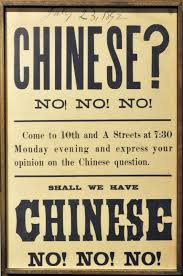 July 23, 1892
CHINESE?
NO! NO! NO!
Come to 10th and A Streets at 7:30
Monday evening and express your
opinion on the Chinese question.
SHALL WE HAVE
CHINESE
NO! NO! NO!